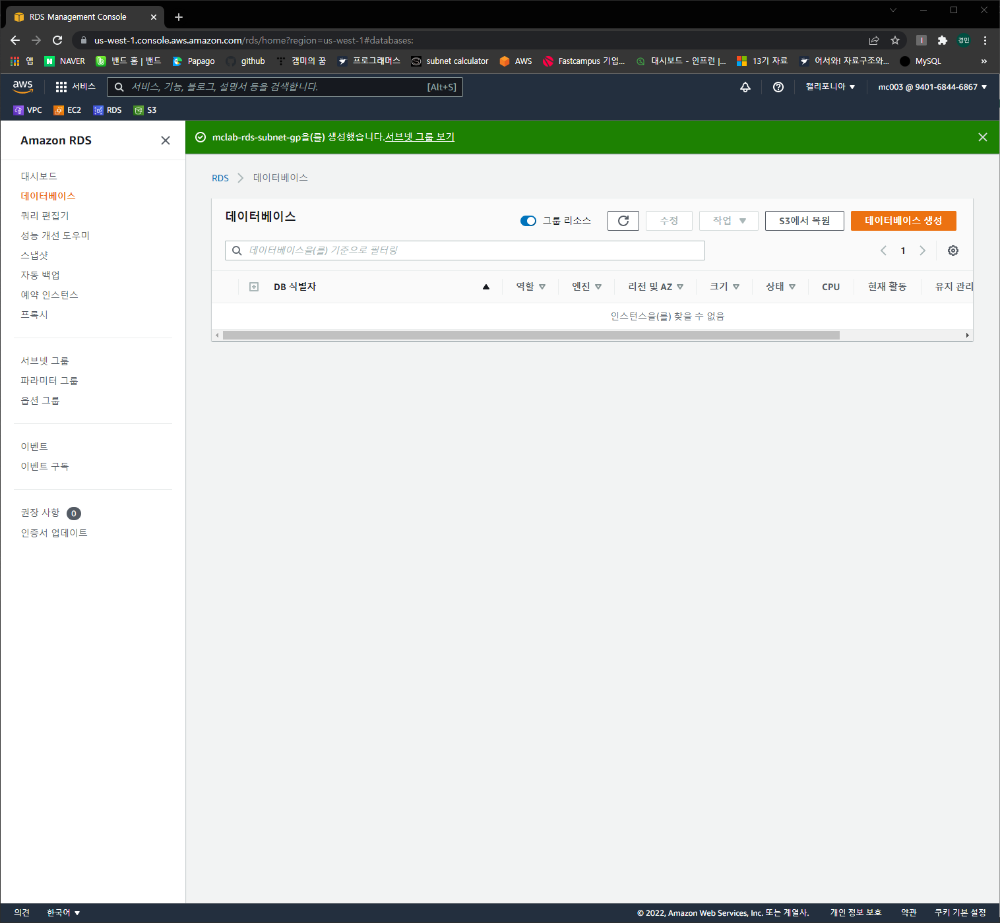 RDS Management Console
us-west-1.console.aws.amazon.com/rds/home?region=us-west-1#databases:
경민
앱 NAVER 밴드 홈 | 밴드 Papago github 캠미의 꿈 프로그래머스 subnet calculator AWS Fastcampus 기업... 대시보드 - 인프런 |... 13기 자료 어서와! 자료구조와... MySQL »
aws 서비스 서비스, 기능, 블로그, 설명서 등을 검색합니다. [Alt+S] 캘리포니아 mc003 @ 9401-6844-6867
VPC EC2 RDS S3
Amazon RDS
대시보드
데이터베이스
쿼리 편집기
성능 개선 도우미
스냅샷
자동 백업
예약 인스턴스
프록시
서브넷 그룹
파라미터 그룹
옵션 그룹
이벤트
이벤트 구독
권장 사항 0
인증서 업데이트
mclab-rds-subnet-gp을(를) 생성했습니다.서브넷 그룹 보기
RDS 데이터베이스
데이터베이스
그룹 리소스 수정 작업 S3에서 복원 데이터베이스 생성
데이터베이스을(를) 기준으로 필터링 1
DB 식별자 역할 엔진 리전 및 AZ 크기 상태 CPU 현재 활동 유지 관리
인스턴스을(를) 찾을 수 없음
의견 한국어 © 2022, Amazon Web Services, Inc. 또는 계열사. 개인 정보 보호 약관 쿠키 기본 설정